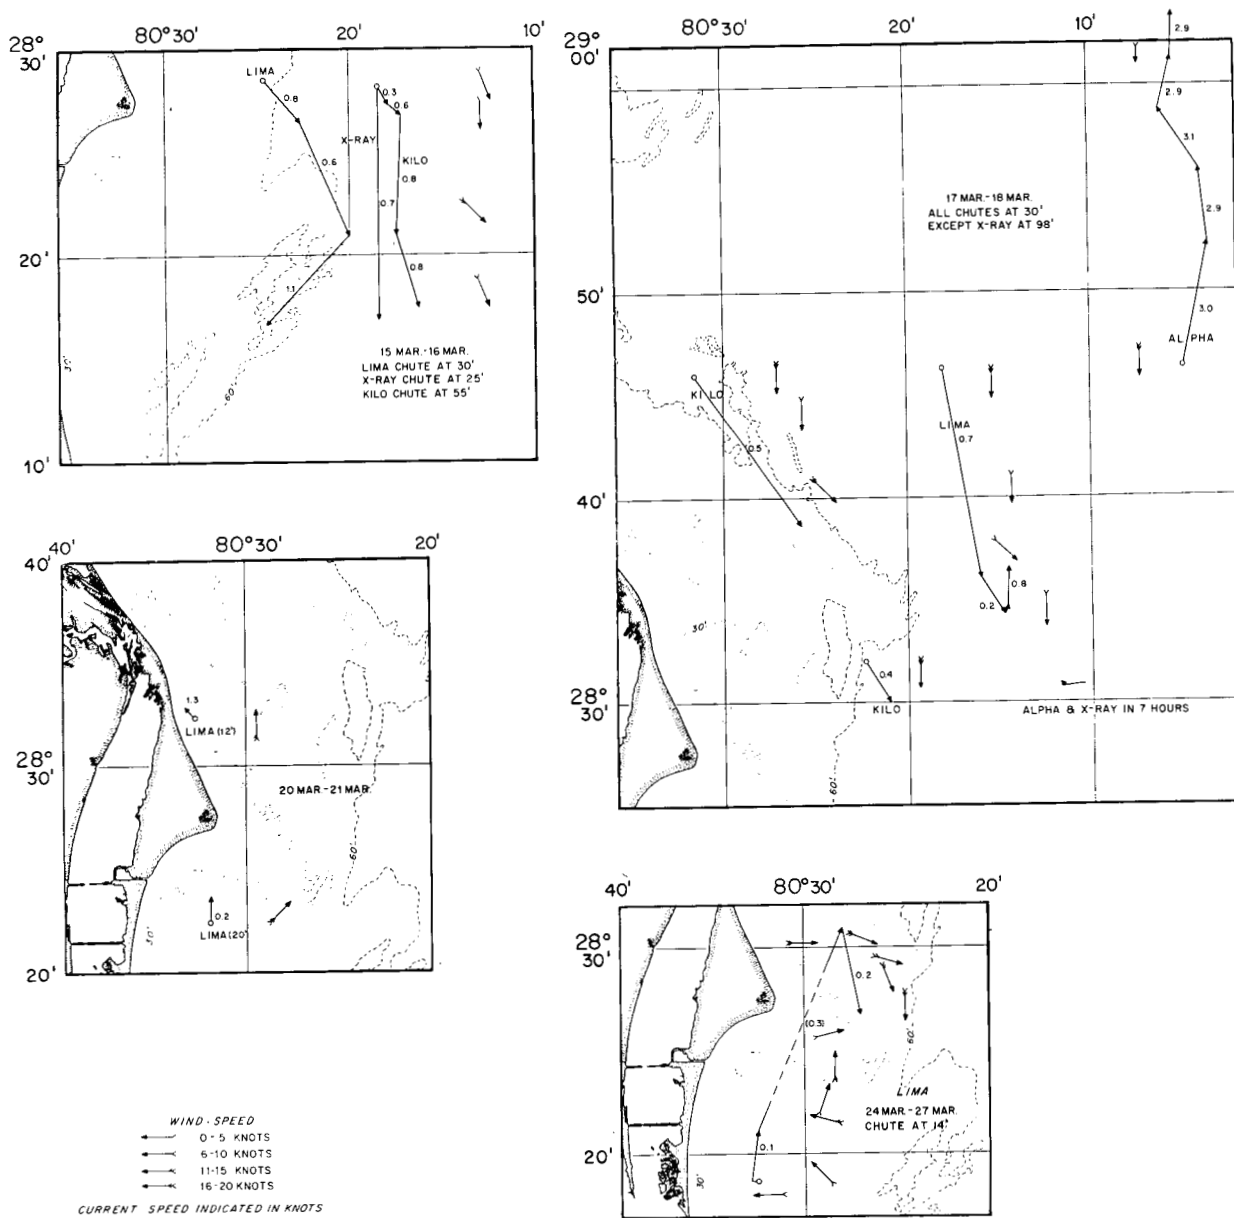 80°30' 20' 10'
28°
30'
LIMA
0.8
0.3
0.6
X-RAY
KILO
0.6
0.8
0.7
20'
0.8
1.1
15 MAR.-16 MAR.
LIMA CHUTE AT 30'
X-RAY CHUTE AT 25'
KILO CHUTE AT 55'
30'
60'
10'
80°30' 20' 10'
29°
00'
2.9
2.9
3.1
17 MAR.-18 MAR.
ALL CHUTES AT 30'
EXCEPT X-RAY AT 98'
2.9
50'
3.0
ALPHA
KILO
LIMA
0.7
0.5
40'
0.8
0.2
30'
0.4
28°
30'
KILO
ALPHA & X-RAY IN 7 HOURS
60'
40' 80°30' 20'
40'
1.3
LIMA (12')
28°
30'
20 MAR.-21 MAR.
60'
0.2
LIMA (20')
30'
20'
40' 80°30' 20'
28°
30'
0.2
(0.3)
60'
LIMA
24 MAR.-27 MAR.
CHUTE AT 14'
0.1
20'
30'
WIND-SPEED
0-5 KNOTS
6-10 KNOTS
11-15 KNOTS
16-20 KNOTS
CURRENT SPEED INDICATED IN KNOTS